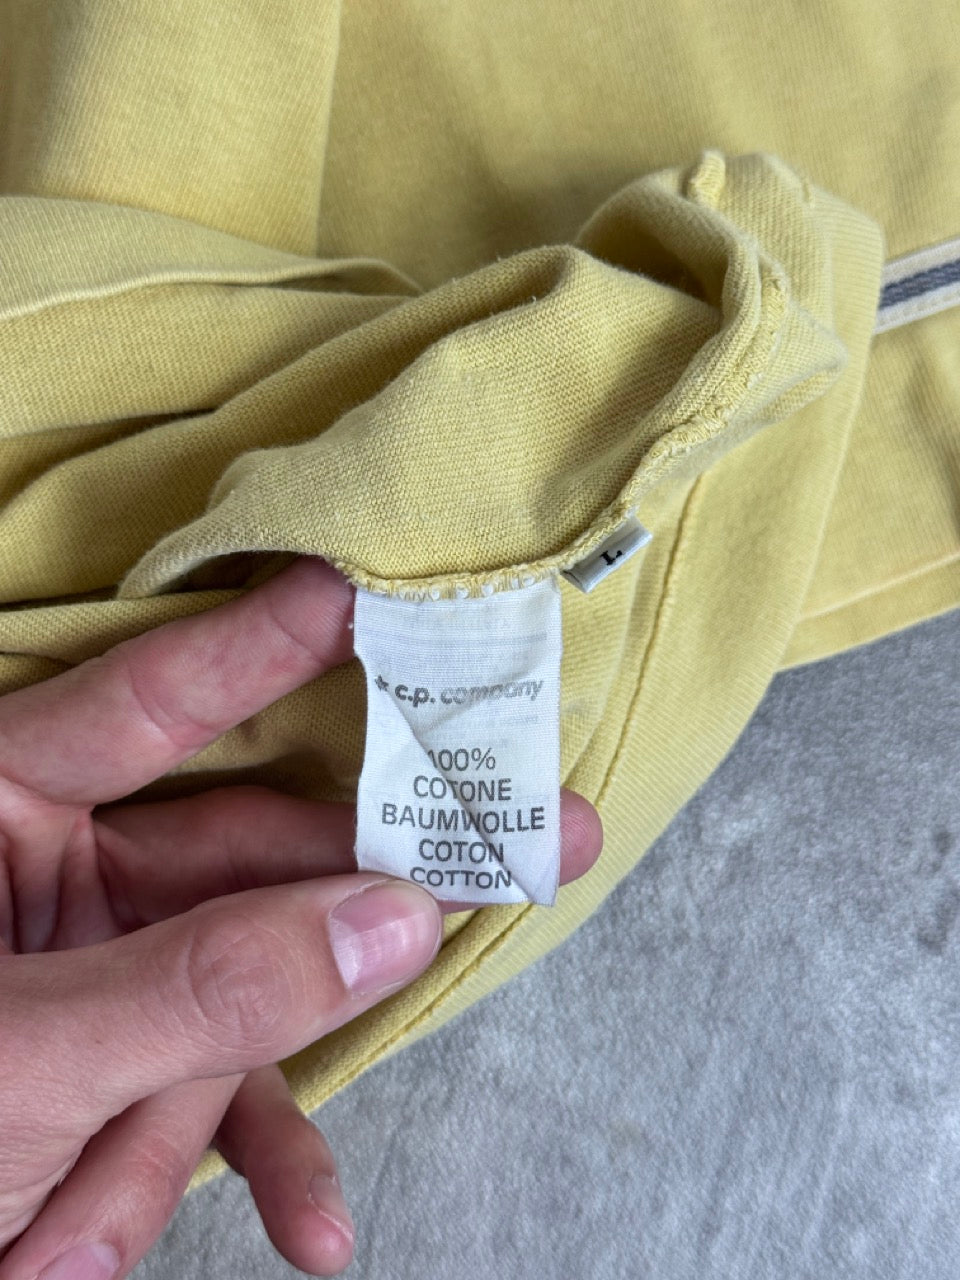 L
* c.p. company
100%
COTONE
BAUMWOLLE
COTON
COTTON